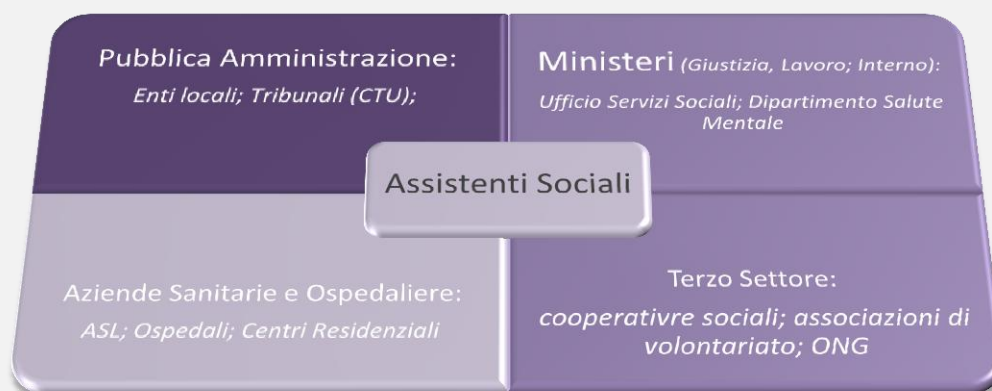 Pubblica Amministrazione:
Enti locali; Tribunali (CTU);
Ministeri (Giustizia, Lavoro; Interno):
Ufficio Servizi Sociali; Dipartimento Salute
Mentale
Assistenti Sociali
Aziende Sanitarie e Ospedaliere:
ASL; Ospedali; Centri Residenziali
Terzo Settore:
cooperativre sociali; associazioni di
volontariato; ONG